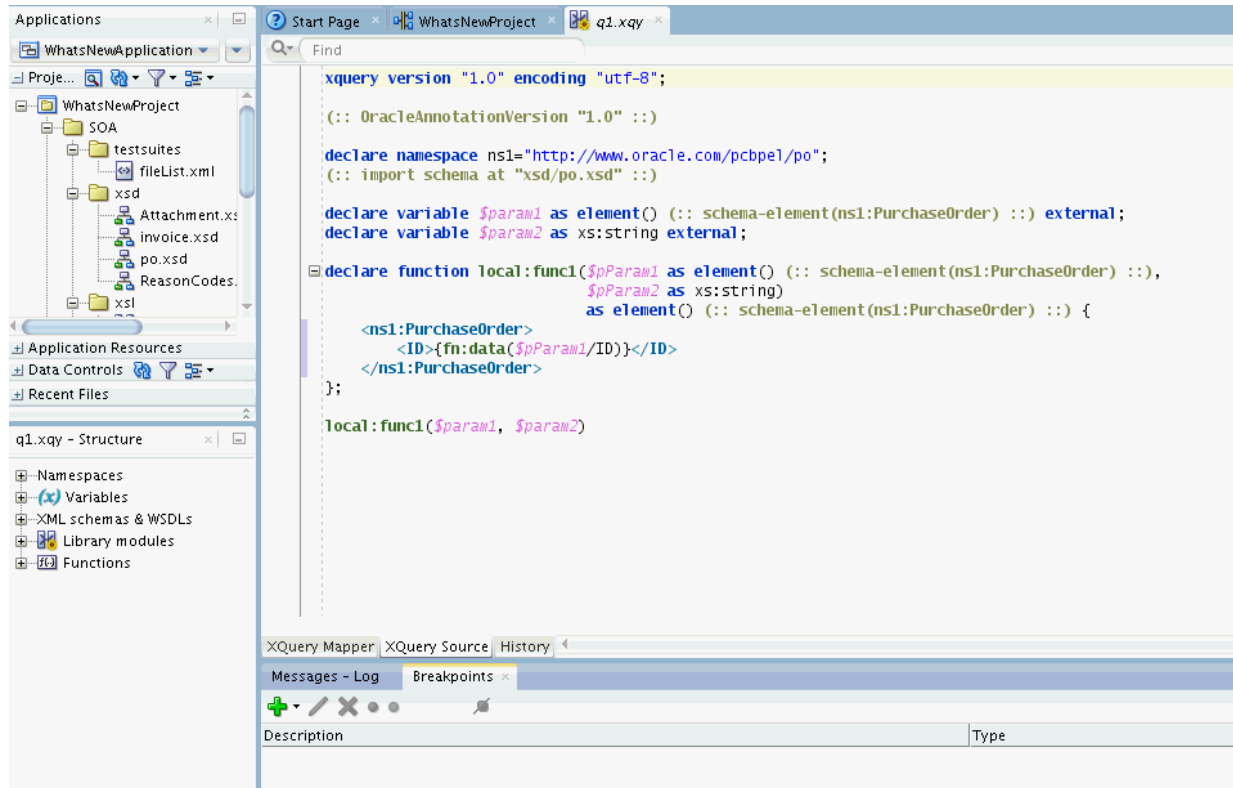 Applications
WhatsNewApplication
Proje...
WhatsNewProject
SOA
testsuites
fileList.xml
xsd
Attachment.xs
invoice.xsd
po.xsd
ReasonCodes.
xsl
Application Resources
Data Controls
Recent Files
q1.xqy - Structure
Namespaces
(x) Variables
XML schemas & WSDLs
Library modules
f(.) Functions
Start Page
WhatsNewProject
q1.xqy
Find
xquery version "1.0" encoding "utf-8";
(:: OracleAnnotationVersion "1.0" ::)
declare namespace ns1="http://www.oracle.com/pcbpel/po";
(:: import schema at "xsd/po.xsd" ::)
declare variable $param1 as element() (:: schema-element(ns1:PurchaseOrder) ::) external;
declare variable $param2 as xs:string external;
declare function local:func1($pParam1 as element() (:: schema-element(ns1:PurchaseOrder) ::),
$pParam2 as xs:string)
as element() (:: schema-element(ns1:PurchaseOrder) ::) {
<ns1:PurchaseOrder>
<ID>{fn:data($pParam1/ID)}</ID>
</ns1:PurchaseOrder>
};
local:func1($param1, $param2)
XQuery Mapper XQuery Source History
Messages - Log Breakpoints
Description Type